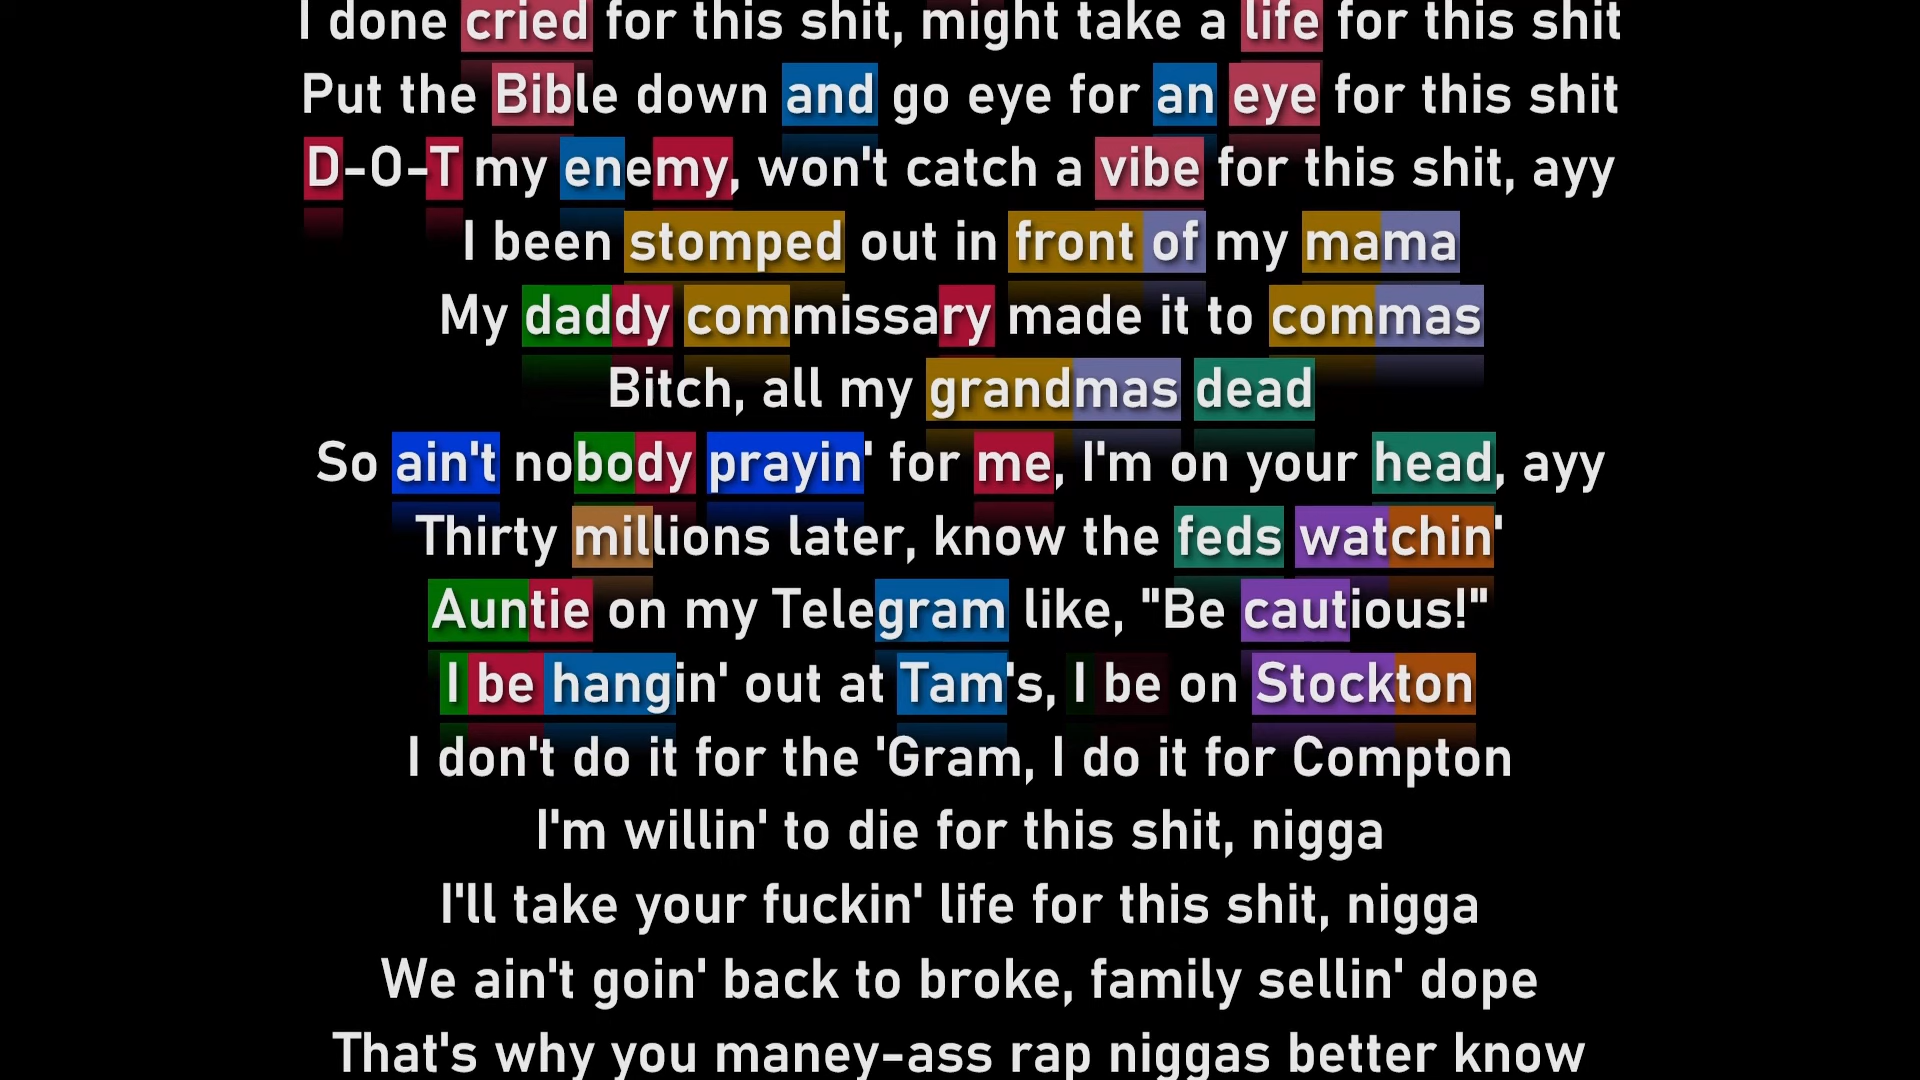 I done cried for this shit, might take a life for this shit
Put the Bible down and go eye for an eye for this shit
D-O-T my enemy, won't catch a vibe for this shit, ayy
I been stomped out in front of my mama
My daddy commissary made it to commas
Bitch, all my grandmas dead
So ain't nobody prayin' for me, I'm on your head, ayy
Thirty millions later, know the feds watchin'
Auntie on my Telegram like, "Be cautious!"
I be hangin' out at Tam's, I be on Stockton
I don't do it for the 'Gram, I do it for Compton
I'm willin' to die for this shit, nigga
I'll take your fuckin' life for this shit, nigga
We ain't goin' back to broke, family sellin' dope
That's why you maney-ass rap niggas better know